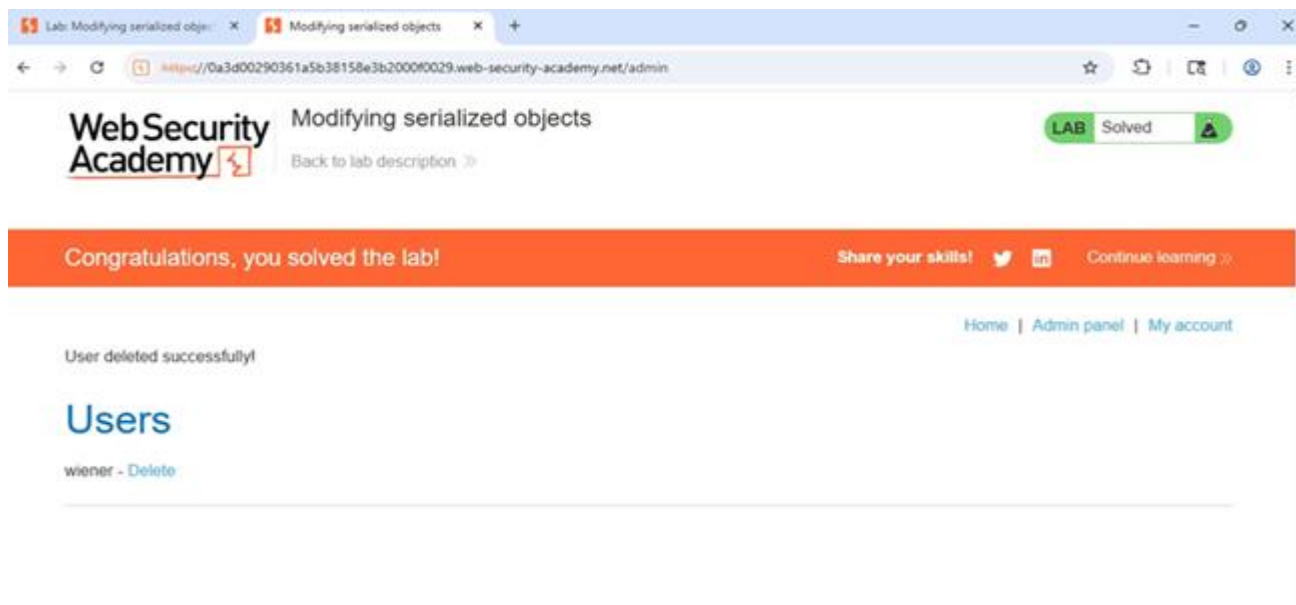 Lab: Modifying serialized objec
Modifying serialized objects
https://0a3d00290361a5b38158e3b2000f0029.web-security-academy.net/admin
Web Security
Academy
Modifying serialized objects
Back to lab description
LAB Solved
Congratulations, you solved the lab!
Share your skills!
in
Continue learning
Home | Admin panel | My account
User deleted successfully!
Users
wiener - Delete